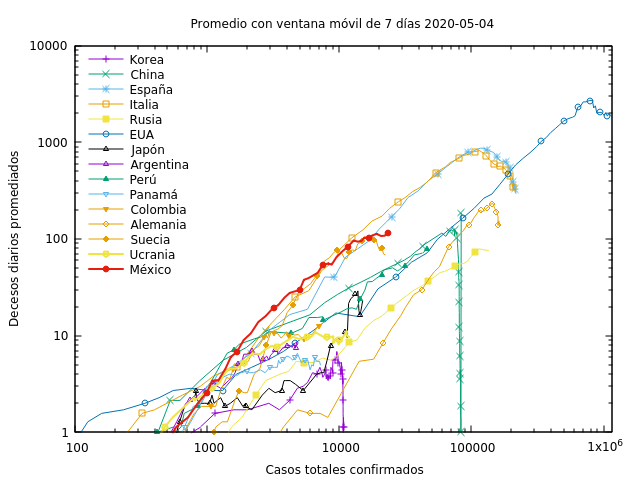 Promedio con ventana móvil de 7 días 2020-05-04
Decesos diarios promediados
10000
1000
100
10
1
Korea
China
España
Italia
Rusia
EUA
Japón
Argentina
Perú
Panamá
Colombia
Alemania
Suecia
Ucrania
México
100
1000
10000
100000
1x10^6
Casos totales confirmados